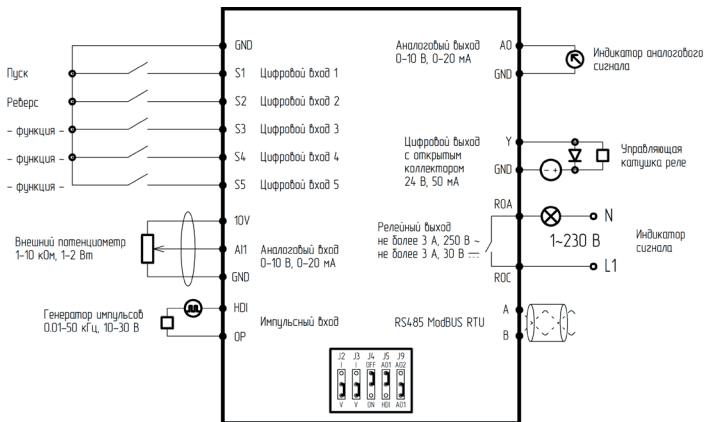 GND
Пуск
S1 Цифровой вход 1
Реверс
S2 Цифровой вход 2
- функция -
S3 Цифровой вход 3
- функция -
S4 Цифровой вход 4
- функция -
S5 Цифровой вход 5
10V
Внешний потенциометр
1-10 кОм, 1-2 Вт
AI1 Аналоговый вход
0-10 В, 0-20 мА
GND
HDI
Генератор импульсов
0.01-50 кГц, 10-30 В
Импульсный вход
OP
Аналоговый выход
0-10 В, 0-20 мА
AO
GND
Индикатор аналогового
сигнала
Цифровой выход
с открытым
коллектором
24 В, 50 мА
Y
GND
- +
Управляющая
катушка реле
ROA
Релейный выход
не более 3 А, 250 В ~
не более 3 А, 30 В
ROC
N
1~230 В
L1
Индикатор
сигнала
RS485 ModBUS RTU
A
B
J2 J3 J4 J5 J9
I I OFF AO1 AO2
V V ON HDI AO1